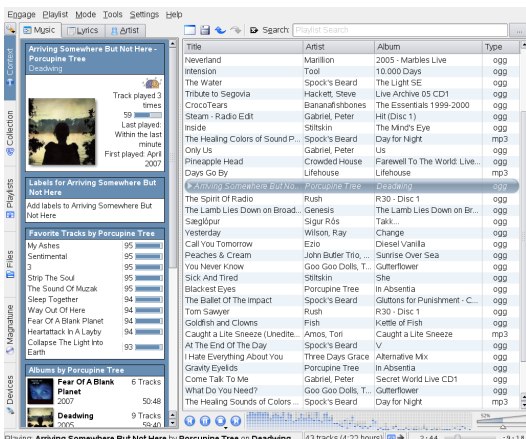 Engage Playlist Mode Tools Settings Help
Music Lyrics Artist
Search: Playlist Search
...
Context
Collection
Playlists
Files
Magnatune
Devices
Arriving Somewhere But Not Here - Porcupine Tree
Deadwing
Track played 3 times
59
Last played: Within the last minute
First played: April 2007
Labels for Arriving Somewhere But Not Here
Add labels to Arriving Somewhere But Not Here
Favorite Tracks by Porcupine Tree
My Ashes 95
Sentimental 95
3 95
Strip The Soul 95
The Sound Of Muzak 95
Sleep Together 94
Way Out Of Here 94
Fear Of A Blank Planet 94
Heartattack In A Layby 94
Collapse The Light Into Earth 93
Albums by Porcupine Tree
Fear Of A Blank Planet 6 Tracks
2007 50:48
Deadwing 9 Tracks
2005 59:40
Title Artist Album Type
Neverland Marillion 2005 - Marbles Live ogg
Intension Tool 10.000 Days ogg
The Water Spock's Beard The Light SE ogg
Tribute to Segovia Hackett, Steve Live Archive 05 CD1 ogg
CrocoTears Bananafishbones The Essentials 1999-2000 ogg
Steam - Radio Edit Gabriel, Peter Hit (Disc 1) ogg
Inside Stiltskin The Mind's Eye ogg
The Healing Colors of Sound P... Spock's Beard Day for Night mp3
Only Us Gabriel, Peter Us ogg
Pineapple Head Crowded House Farewell To The World: Live... ogg
Days Go By Lifehouse Lifehouse mp3
Arriving Somewhere But No... Porcupine Tree Deadwing ogg
The Spirit Of Radio Rush R30 - Disc 1 ogg
The Lamb Lies Down on Broad... Genesis The Lamb Lies Down on Br... ogg
Sæglópur Sigur Rós Takk... ogg
Yesterday Wilson, Ray Change ogg
Call You Tomorrow Ezio Diesel Vanilla ogg
Peaches & Cream John Butler Trio, ... Sunrise Over Sea ogg
You Never Know Goo Goo Dolls, T... Gutterflower ogg
Sick And Tired Stiltskin She ogg
Blackest Eyes Porcupine Tree In Absentia ogg
The Ballet Of The Impact Spock's Beard Gluttons for Punishment - C... ogg
Tom Sawyer Rush R30 - Disc 1 ogg
Goldfish and Clowns Fish Kettle of Fish ogg
Caught a Lite Sneeze (Unedite... Amos, Tori Caught a Lite Sneeze mp3
At The End Of The Day Spock's Beard V ogg
I Hate Everything About You Three Days Grace Alternative Mix ogg
Gravity Eyelids Porcupine Tree In Absentia ogg
Come Talk To Me Gabriel, Peter Secret World Live CD1 ogg
What Do You Need? Goo Goo Dolls, T... Gutterflower ogg
The Healing Sounds of Colors ... Spock's Beard Day for Night mp3
52%
Playing: Arriving Somewhere But Not Here by Porcupine Tree on Deadwing 43 tracks (4:22 hours) 2:44